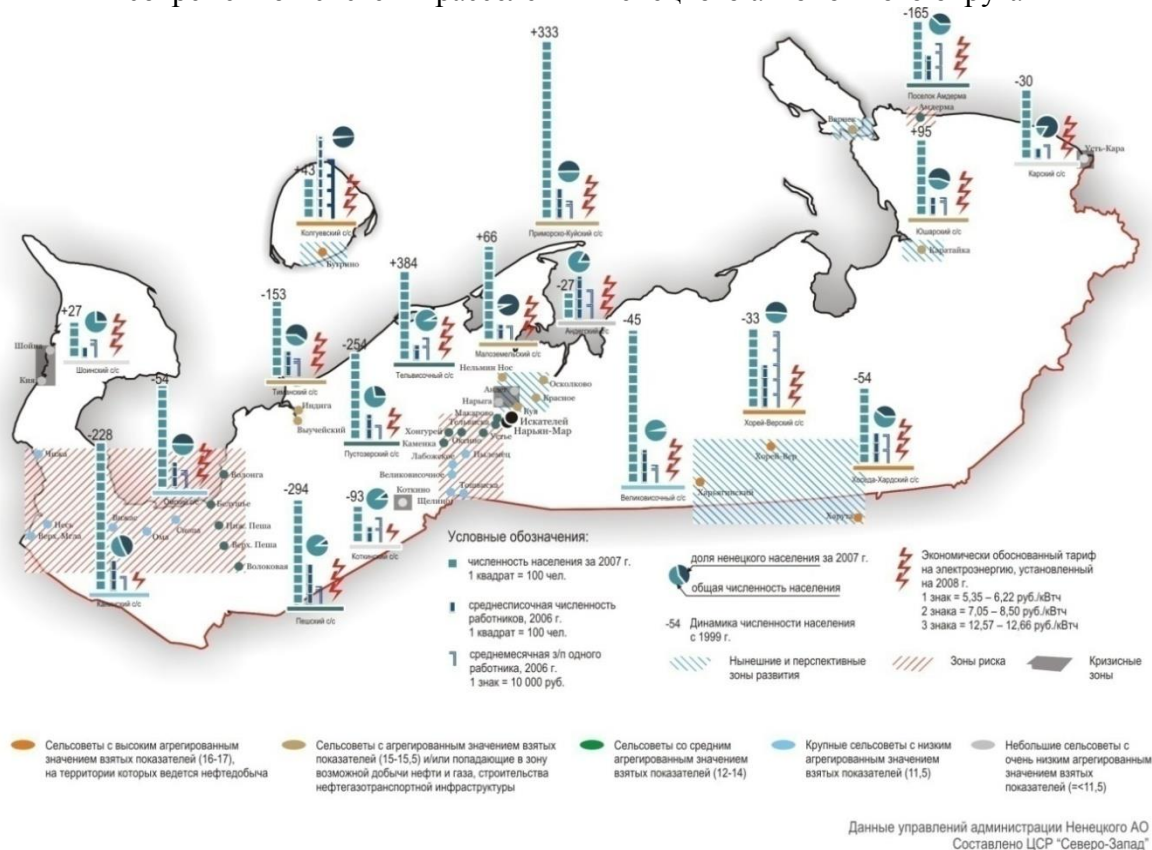 -165
Поселок Амдерма
Амдерма
+333
-30
Усть-Кара
Карский с/с
Варнек
+95
Юшарский с/с
Каратайка
+43
Колгуевский с/с
Бугрино
Приморско-Куйский с/с
+66
Малоземельский с/с
+384
Тельвисочный с/с
-27
Андегский с/с
+27
Шойна
Кия
Шоинский с/с
-153
Тиманский с/с
Индига
Выучейский
-254
Пустозерский с/с
-45
Великовисочный с/с
-33
Хорей-Верский с/с
Хорей-Вер
Харьягинский
Харута
-54
Хоседа-Хардский с/с
Нельмин Нос
Осколково
Красное
Андег
Нарыга
Куя
Искателей
Нарьян-Мар
Макарово
Тельвиска
Устье
Хонгурей
Каменка
Оксино
Лабожское
Пылемец
Великовисочное
Тошвиска
Коткино
Щелино
-54
Омский с/с
-228
Канинский с/с
Чижа
Несь
Верх. Мгла
Вижас
Ома
Снопа
Волонга
Белушье
Ниж. Пеша
Верх. Пеша
Волоковая
-294
Пешский с/с
-93
Коткинский с/с
Условные обозначения:
численность населения за 2007 г.
1 квадрат = 100 чел.
среднесписочная численность
работников, 2006 г.
1 квадрат = 100 чел.
среднемесячная з/п одного
работника, 2006 г.
1 знак = 10 000 руб.
доля ненецкого населения за 2007 г.
общая численность населения
-54 Динамика численности населения
с 1999 г.
Экономически обоснованный тариф
на электроэнергию, установленный
на 2008 г.
1 знак = 5,35 – 6,22 руб./кВтч
2 знака = 7,05 – 8,50 руб./кВтч
3 знака = 12,57 – 12,66 руб./кВтч
Нынешние и перспективные
зоны развития
Зоны риска
Кризисные
зоны
Сельсоветы с высоким агрегированным
значением взятых показателей (16-17),
на территории которых ведется нефтедобыча
Сельсоветы с агрегированным значением взятых
показателей (15-15,5) и/или попадающие в зону
возможной добычи нефти и газа, строительства
нефтегазотранспортной инфраструктуры
Сельсоветы со средним
агрегированным значением
взятых показателей (12-14)
Крупные сельсоветы с низким
агрегированным значением
взятых показателей (11,5)
Небольшие сельсоветы с
очень низким агрегированным
значением взятых
показателей (=<11,5)
Данные управлений администрации Ненецкого АО
Составлено ЦСР "Северо-Запад"